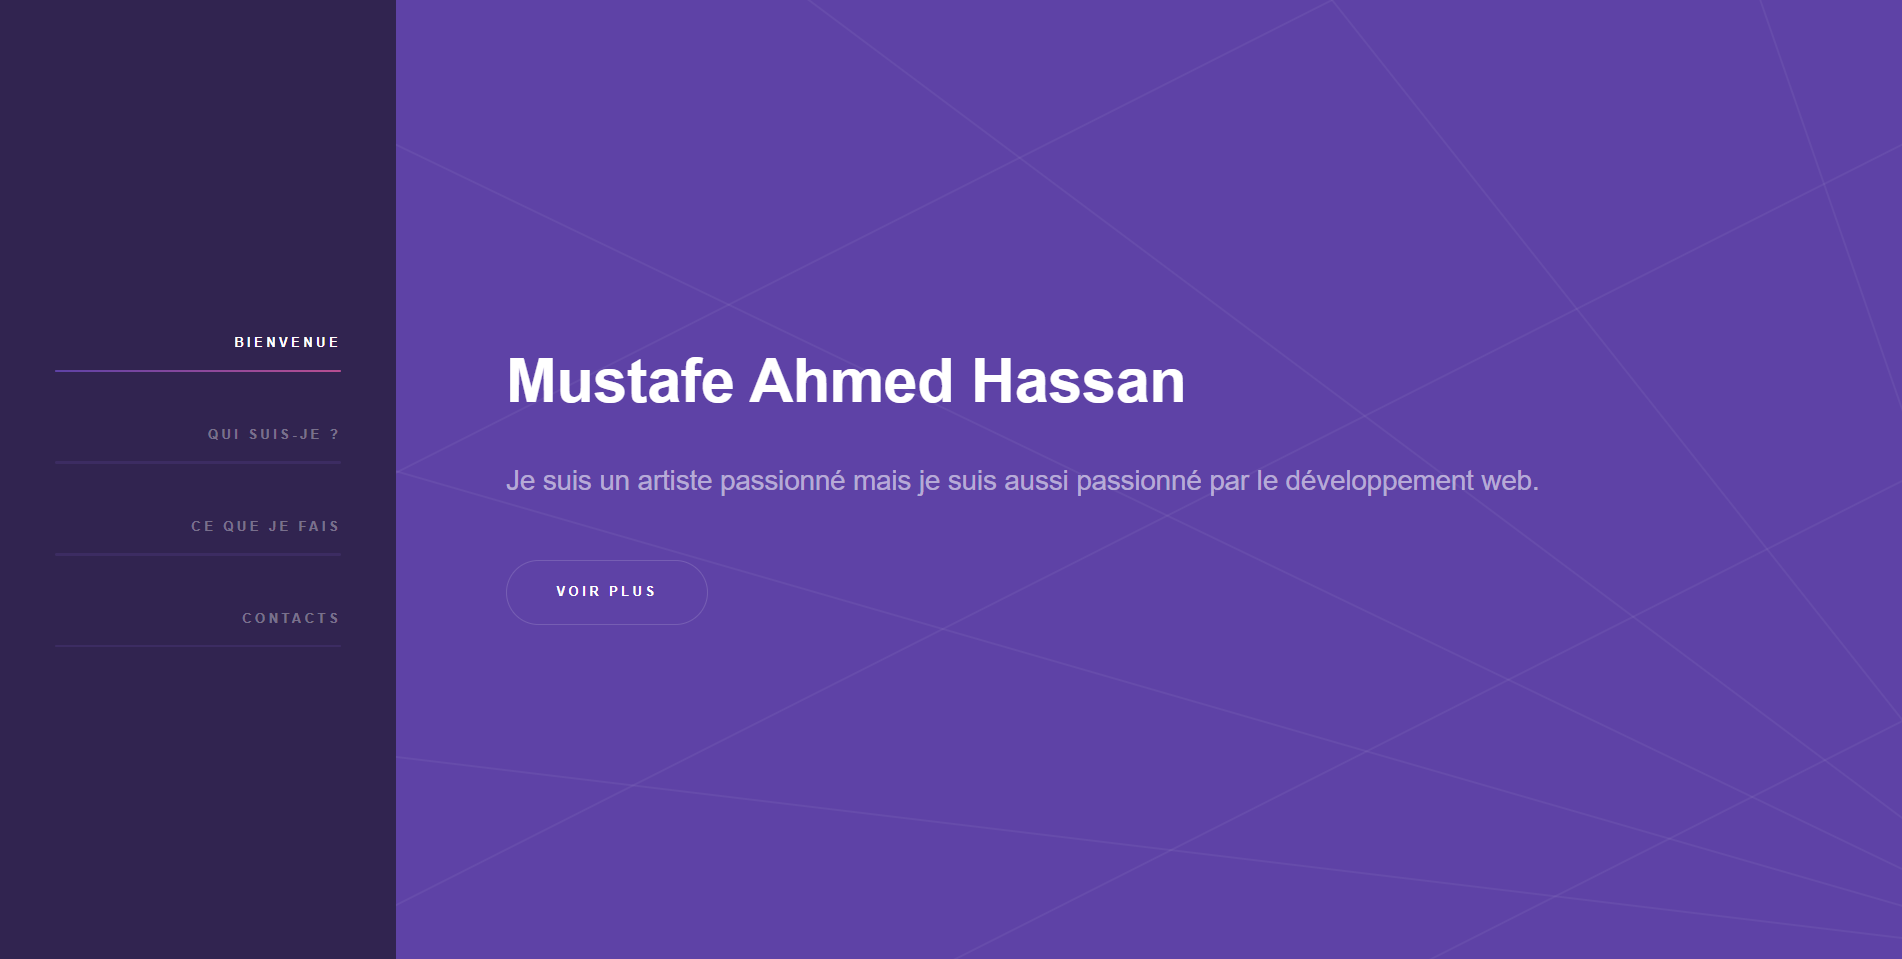 BIENVENUE
QUI SUIS-JE ?
CE QUE JE FAIS
CONTACTS
Mustafe Ahmed Hassan
Je suis un artiste passionné mais je suis aussi passionné par le développement web.
VOIR PLUS